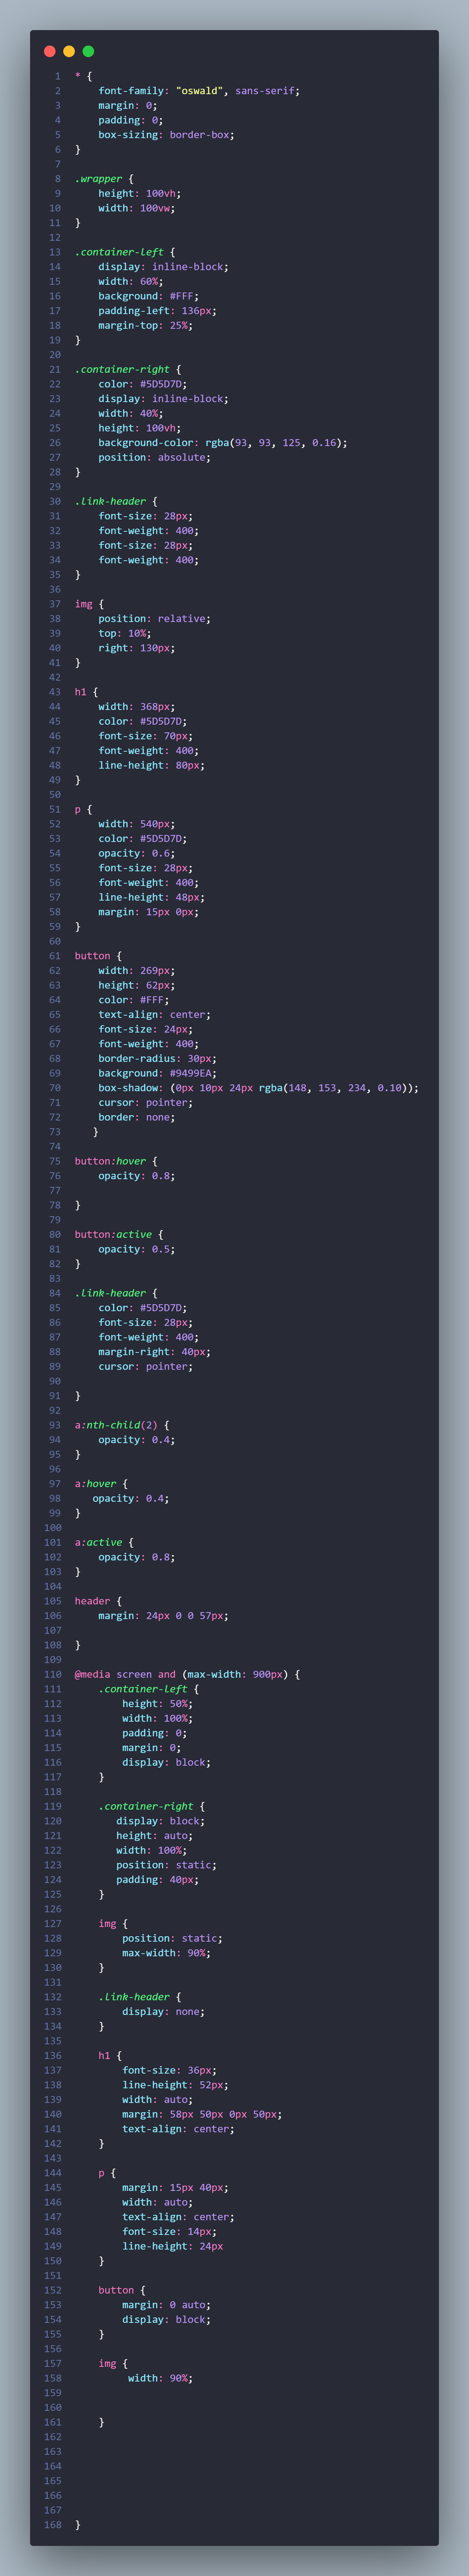 1 * {
2 font-family: "oswald", sans-serif;
3 margin: 0;
4 padding: 0;
5 box-sizing: border-box;
6 }
7
8 .wrapper {
9 height: 100vh;
10 width: 100vw;
11 }
12
13 .container-left {
14 display: inline-block;
15 width: 60%;
16 background: #FFF;
17 padding-left: 136px;
18 margin-top: 25%;
19 }
20
21 .container-right {
22 color: #5D5D7D;
23 display: inline-block;
24 width: 40%;
25 height: 100vh;
26 background-color: rgba(93, 93, 125, 0.16);
27 position: absolute;
28 }
29
30 .link-header {
31 font-size: 28px;
32 font-weight: 400;
33 font-size: 28px;
34 font-weight: 400;
35 }
36
37 img {
38 position: relative;
39 top: 10%;
40 right: 130px;
41 }
42
43 h1 {
44 width: 368px;
45 color: #5D5D7D;
46 font-size: 70px;
47 font-weight: 400;
48 line-height: 80px;
49 }
50
51 p {
52 width: 540px;
53 color: #5D5D7D;
54 opacity: 0.6;
55 font-size: 28px;
56 font-weight: 400;
57 line-height: 48px;
58 margin: 15px 0px;
59 }
60
61 button {
62 width: 269px;
63 height: 62px;
64 color: #FFF;
65 text-align: center;
66 font-size: 24px;
67 font-weight: 400;
68 border-radius: 30px;
69 background: #9499EA;
70 box-shadow: (0px 10px 24px rgba(148, 153, 234, 0.10));
71 cursor: pointer;
72 border: none;
73 }
74
75 button:hover {
76 opacity: 0.8;
77
78 }
79
80 button:active {
81 opacity: 0.5;
82 }
83
84 .link-header {
85 color: #5D5D7D;
86 font-size: 28px;
87 font-weight: 400;
88 margin-right: 40px;
89 cursor: pointer;
90
91 }
92
93 a:nth-child(2) {
94 opacity: 0.4;
95 }
96
97 a:hover {
98 opacity: 0.4;
99 }
100
101 a:active {
102 opacity: 0.8;
103 }
104
105 header {
106 margin: 24px 0 0 57px;
107
108 }
109
110 @media screen and (max-width: 900px) {
111 .container-left {
112 height: 50%;
113 width: 100%;
114 padding: 0;
115 margin: 0;
116 display: block;
117 }
118
119 .container-right {
120 display: block;
121 height: auto;
122 width: 100%;
123 position: static;
124 padding: 40px;
125 }
126
127 img {
128 position: static;
129 max-width: 90%;
130 }
131
132 .link-header {
133 display: none;
134 }
135
136 h1 {
137 font-size: 36px;
138 line-height: 52px;
139 width: auto;
140 margin: 58px 50px 0px 50px;
141 text-align: center;
142 }
143
144 p {
145 margin: 15px 40px;
146 width: auto;
147 text-align: center;
148 font-size: 14px;
149 line-height: 24px
150 }
151
152 button {
153 margin: 0 auto;
154 display: block;
155 }
156
157 img {
158 width: 90%;
159
160
161 }
162
163
164
165
166
167
168 }